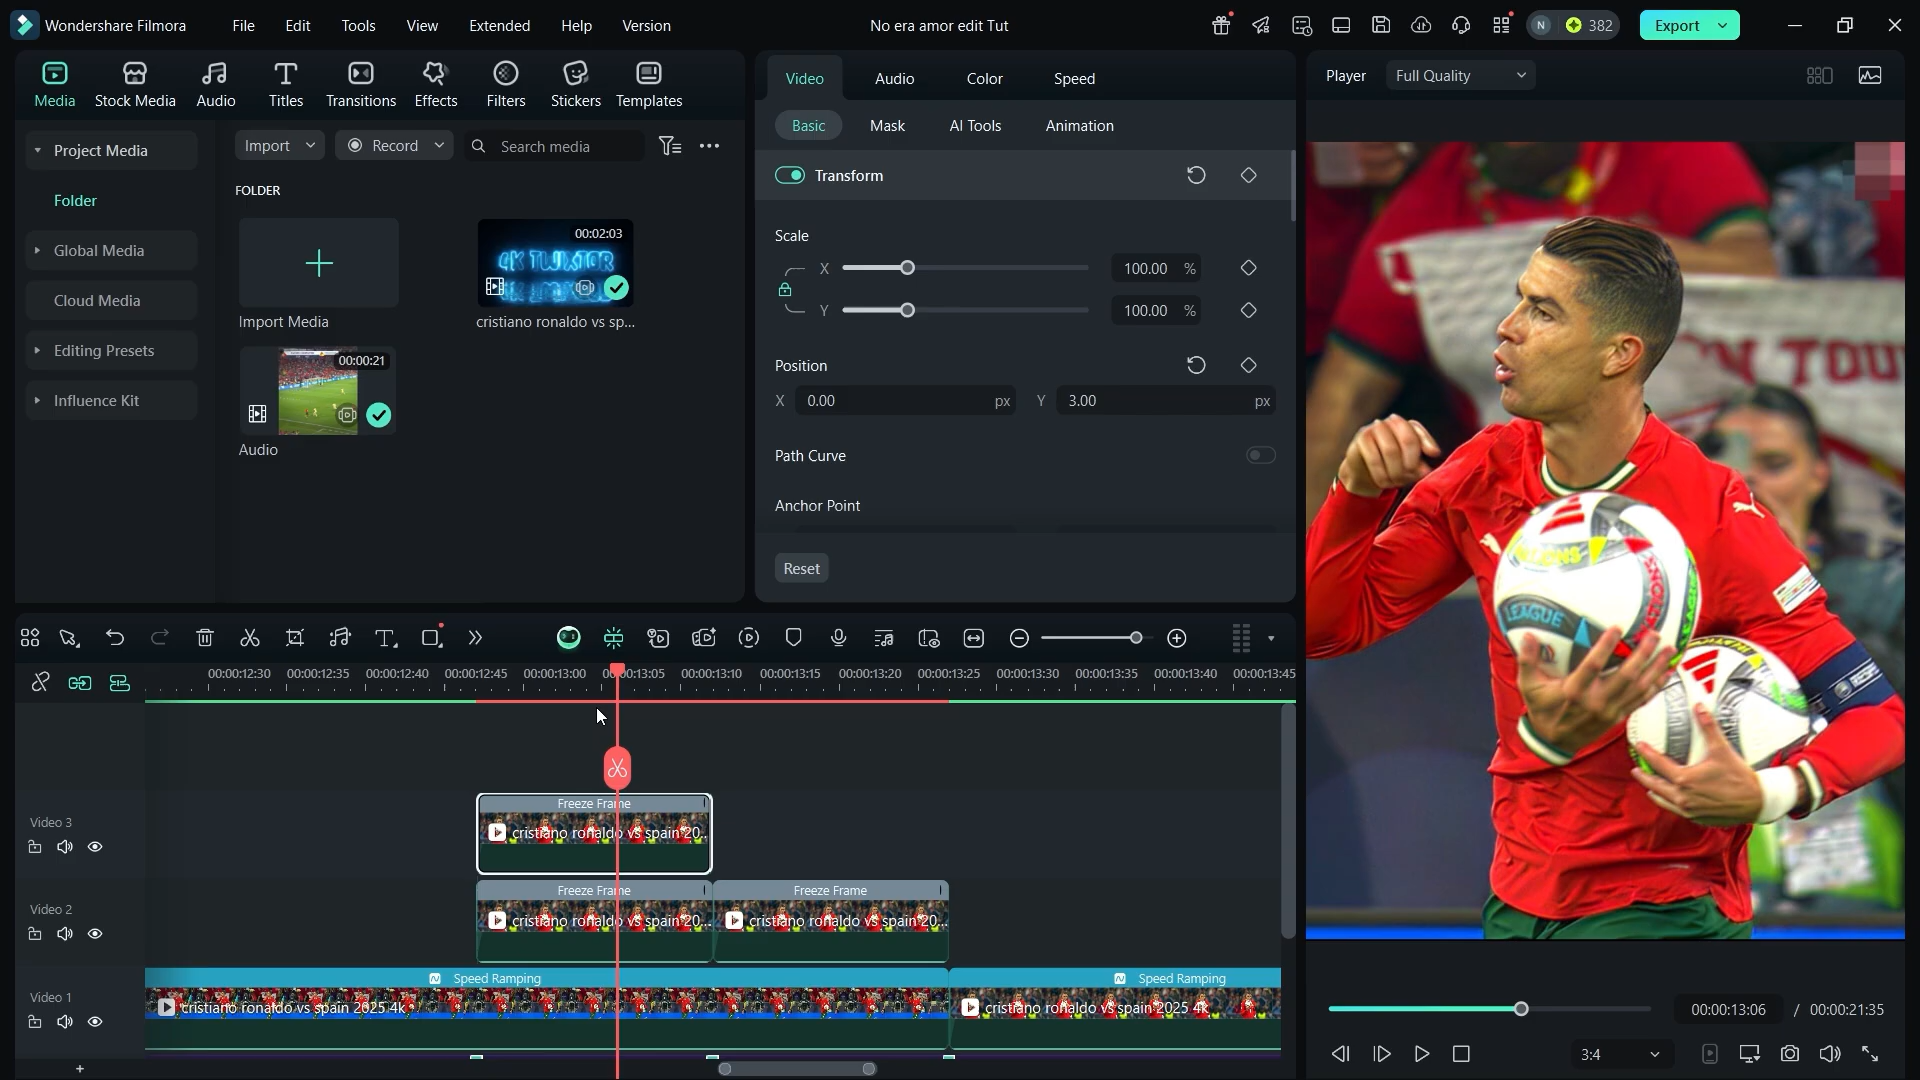 Wondershare Filmora
File
Edit
Tools
View
Extended
Help
Version
No era amor edit Tut
N
382
Export
Media
Stock Media
Audio
Titles
Transitions
Effects
Filters
Stickers
Templates
Project Media
Folder
Global Media
Cloud Media
Editing Presets
Influence Kit
Import
Record
Search media
FOLDER
Import Media
00:02:03
4K TWIXTOR
cristiano ronaldo vs sp...
00:00:21
Audio
Video
Audio
Color
Speed
Basic
Mask
AI Tools
Animation
Transform
Scale
X
100.00
%
Y
100.00
%
Position
X
0.00
px
Y
3.00
px
Path Curve
Anchor Point
Reset
Player
Full Quality
TOU
LEAGUE
00:00:13:06
/ 00:00:21:35
3:4
00:00:12:30
00:00:12:35
00:00:12:40
00:00:12:45
00:00:13:00
00:00:13:05
00:00:13:10
00:00:13:15
00:00:13:20
00:00:13:25
00:00:13:30
00:00:13:35
00:00:13:40
00:00:13:45
Video 3
Freeze Frame
cristiano ronaldo vs spain 20...
Video 2
Freeze Frame
cristiano ronaldo vs spain 20...
Freeze Frame
cristiano ronaldo vs spain 20...
Video 1
Speed Ramping
cristiano ronaldo vs spain 2025 4k
Speed Ramping
cristiano ronaldo vs spain 2025 4k